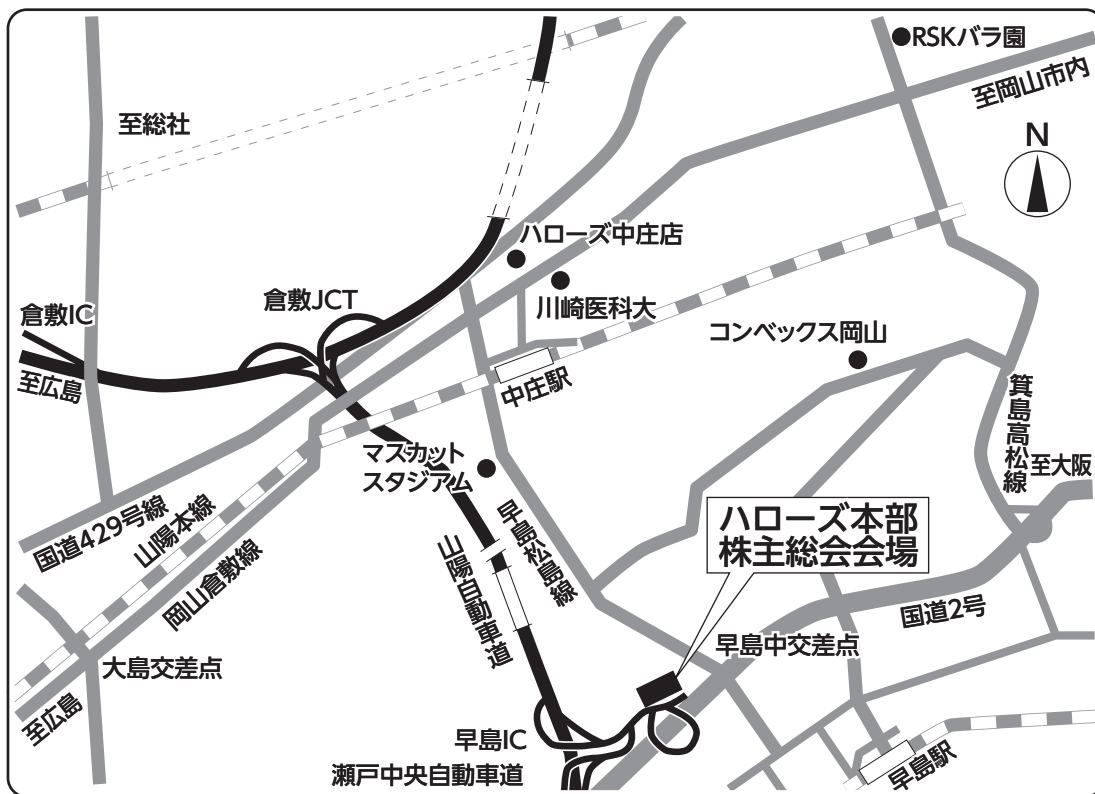 RSKバラ園
至岡山市内
至総社
N
ハローズ中庄店
川崎医科大
倉敷JCT
倉敷IC
至広島
コンベックス岡山
中庄駅
箕島高松線
至大阪
マスカット
スタジアム
早島松島線
ハローズ本部
株主総会会場
国道429号線
山陽本線
岡山倉敷線
山陽自動車道
国道2号
早島中交差点
大島交差点
至広島
早島IC
瀬戸中央自動車道
早島駅